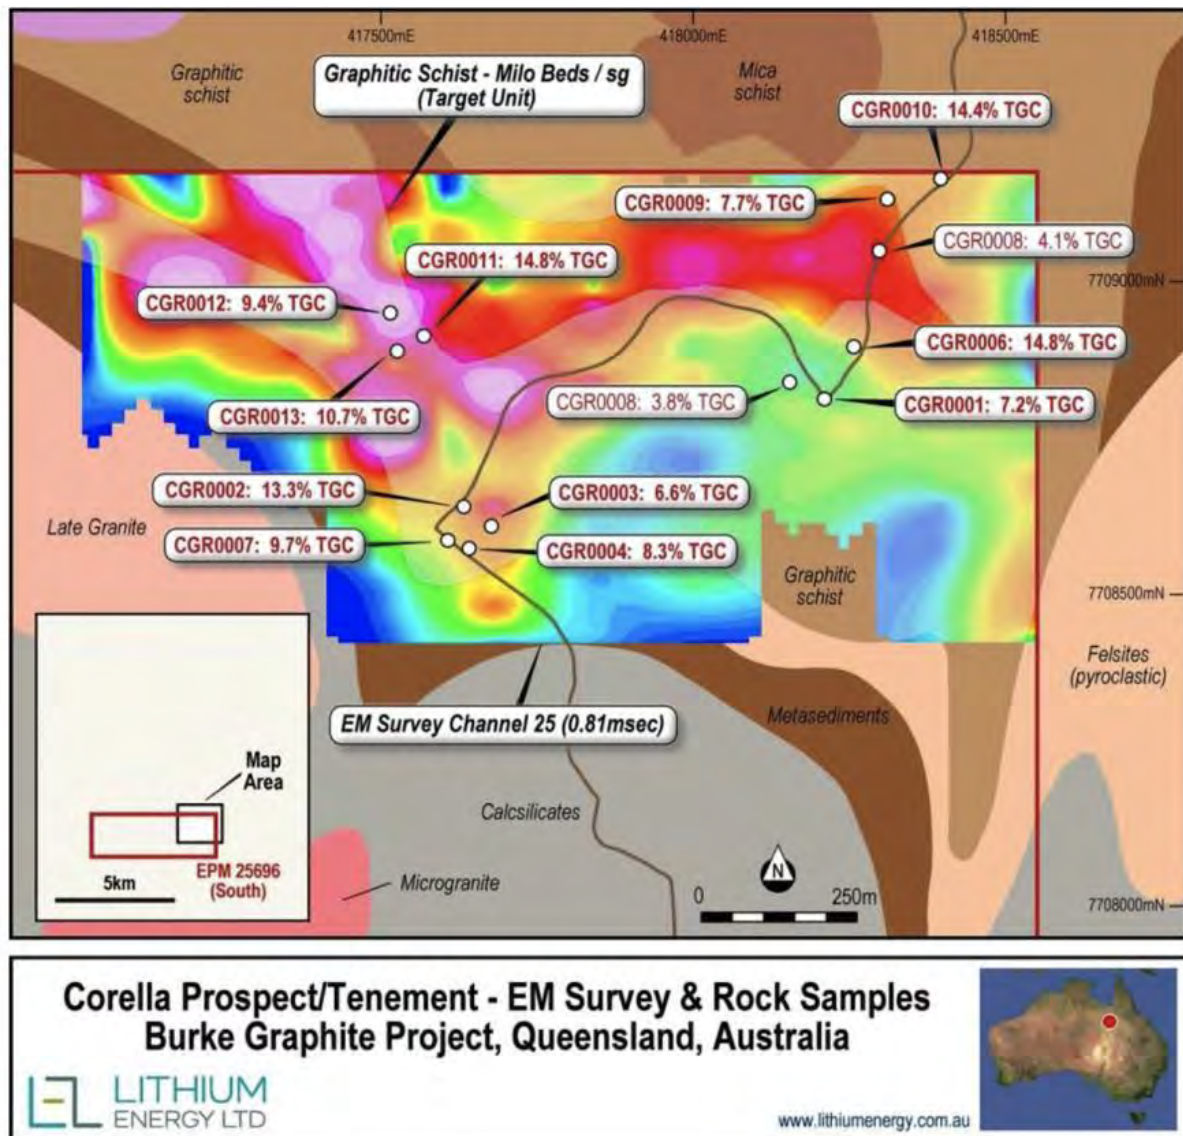 417500mE
418000mE
418500mE
Graphitic
schist
Graphitic Schist - Milo Beds / sg
(Target Unit)
Mica
schist
CGR0010: 14.4% TGC
CGR0009: 7.7% TGC
CGR0008: 4.1% TGC
CGR0011: 14.8% TGC
7709000mN
CGR0012: 9.4% TGC
CGR0006: 14.8% TGC
CGR0013: 10.7% TGC
CGR0008: 3.8% TGC
CGR0001: 7.2% TGC
CGR0002: 13.3% TGC
CGR0003: 6.6% TGC
Late Granite
CGR0007: 9.7% TGC
CGR0004: 8.3% TGC
Graphitic
schist
7708500mN
Felsites
(pyroclastic)
EM Survey Channel 25 (0.81msec)
Metasediments
Map
Area
Calcsilicates
EPM 25696
(South)
5km
Microgranite
N
0 250m
7708000mN
Corella Prospect/Tenement - EM Survey & Rock Samples
Burke Graphite Project, Queensland, Australia
LEL LITHIUM
ENERGY LTD
www.lithiumenergy.com.au